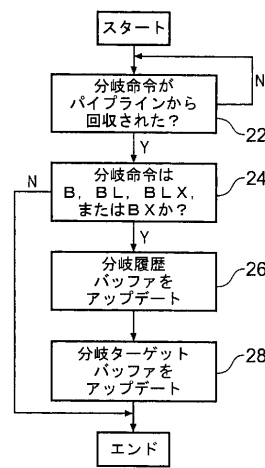 スタート
N
分岐命令が
パイプラインから
回収された?
22
Y
24
N
分岐命令は
B, BL, BLX,
またはBXか?
Y
分岐履歴
バッファを
アップデート
26
分岐ターゲット
バッファを
アップデート
28
エンド